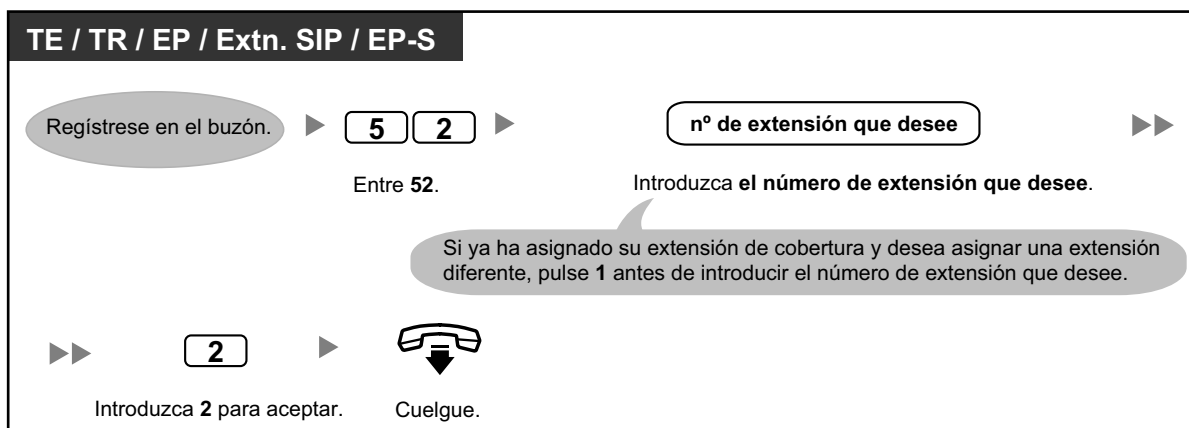 TE / TR / EP / Extn. SIP / EP-S
Regístrese en el buzón.
5 2
nº de extensión que desee
Entre 52.
Introduzca el número de extensión que desee.
Si ya ha asignado su extensión de cobertura y desea asignar una extensión
diferente, pulse 1 antes de introducir el número de extensión que desee.
2
Introduzca 2 para aceptar.
Cuelgue.